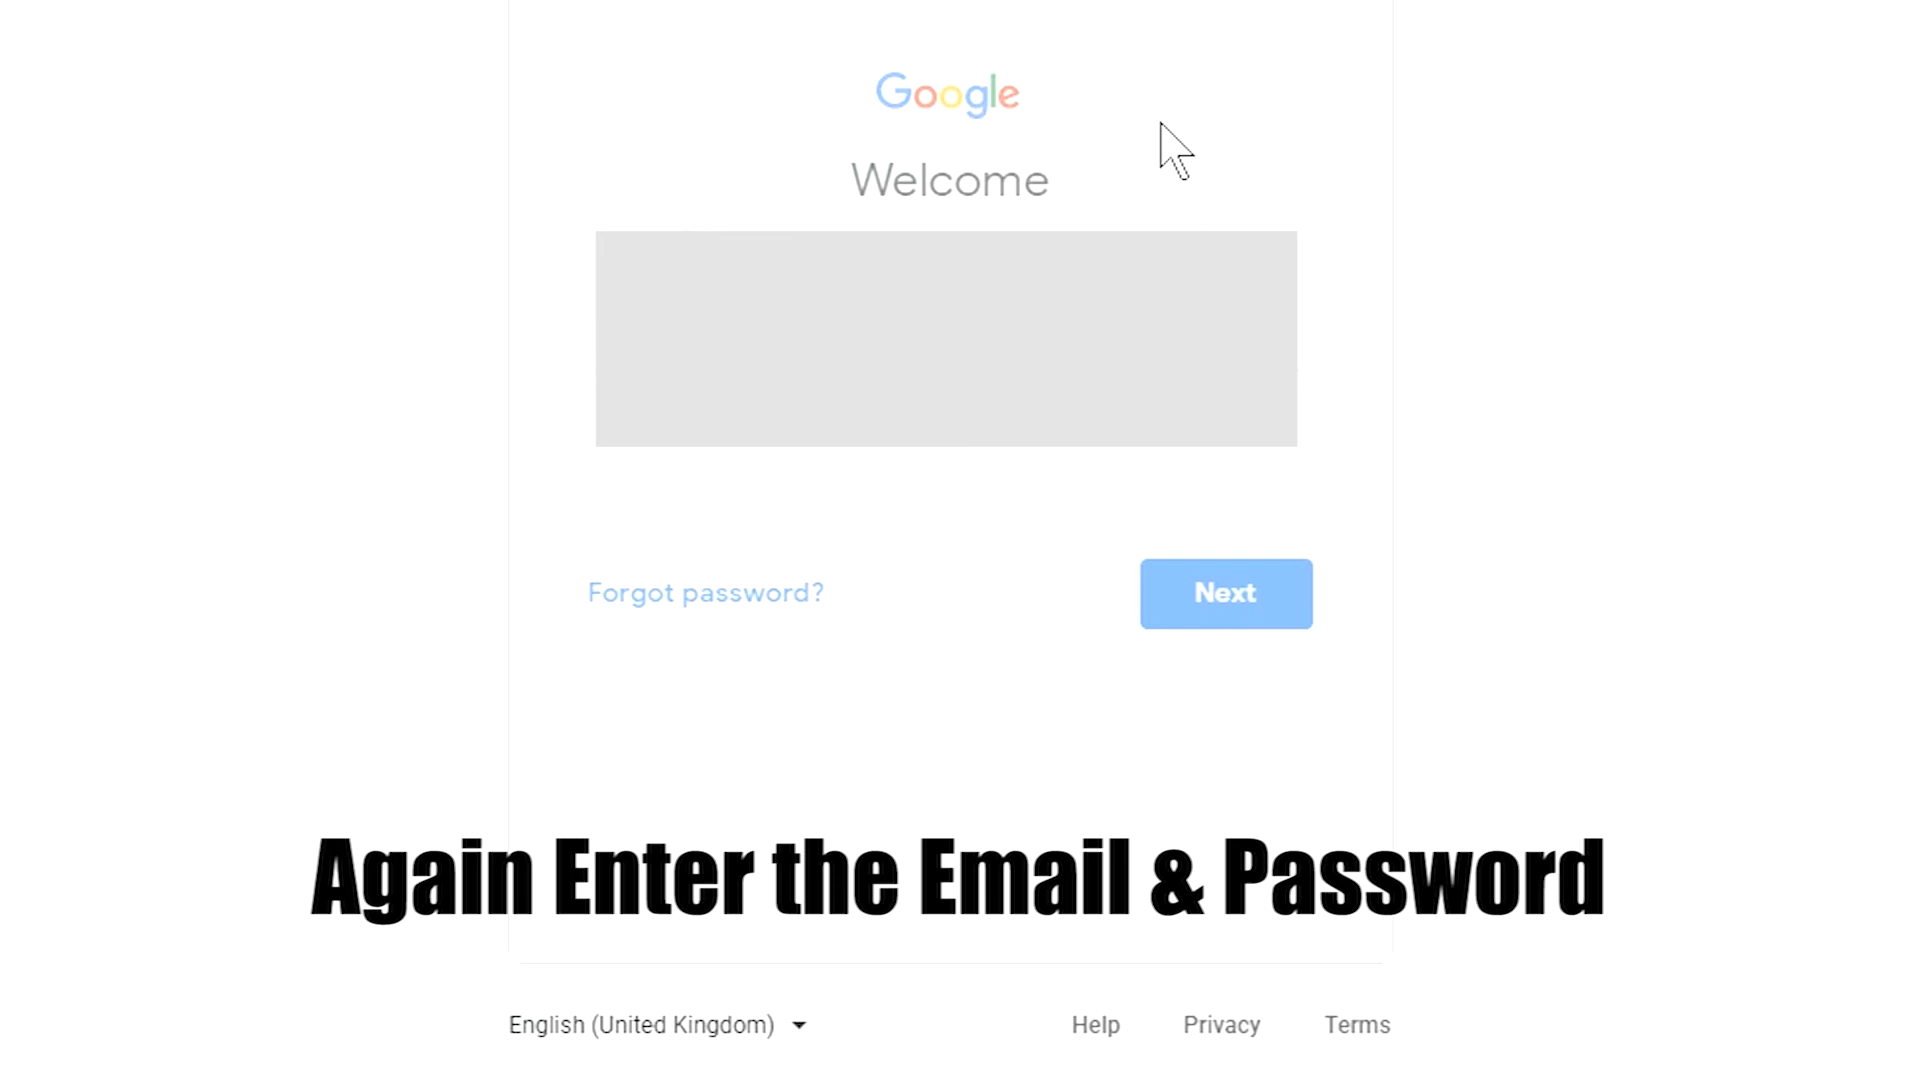 Google
Welcome
Forgot password?
Next
Again Enter the Email & Password
English (United Kingdom)
Help
Privacy
Terms